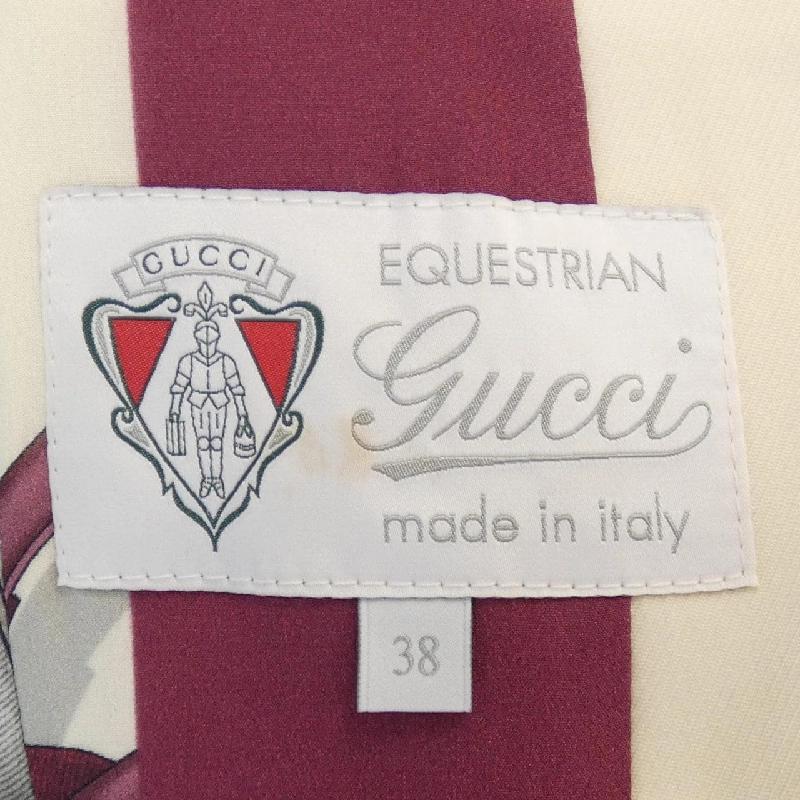 GUCCI
EQUESTRIAN
Gucci
made in italy
38